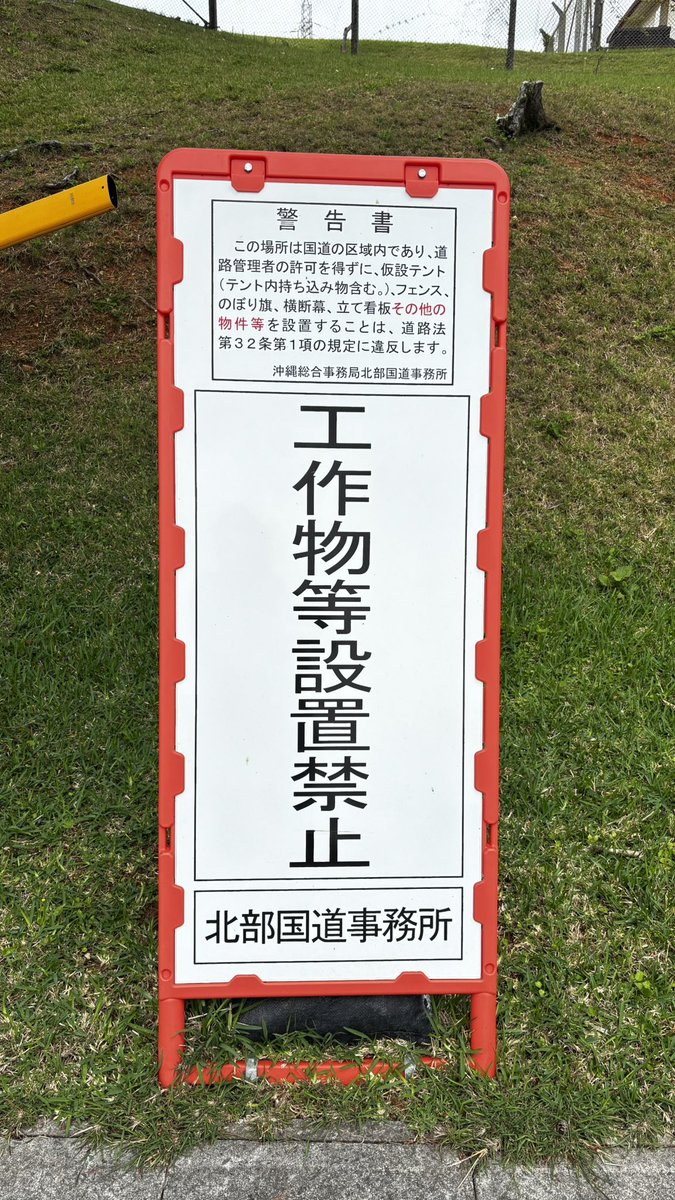 警告書
この場所は国道の区域内であり、道
路管理者の許可を得ずに、仮設テント
（テント内持ち込み物含む。）、フェンス、
のぼり旗、横断幕、立て看板その他の
物件等を設置することは、道路法
第３２条第１項の規定に違反します。
沖縄総合事務局北部国道事務所
工作物等設置禁止
北部国道事務所